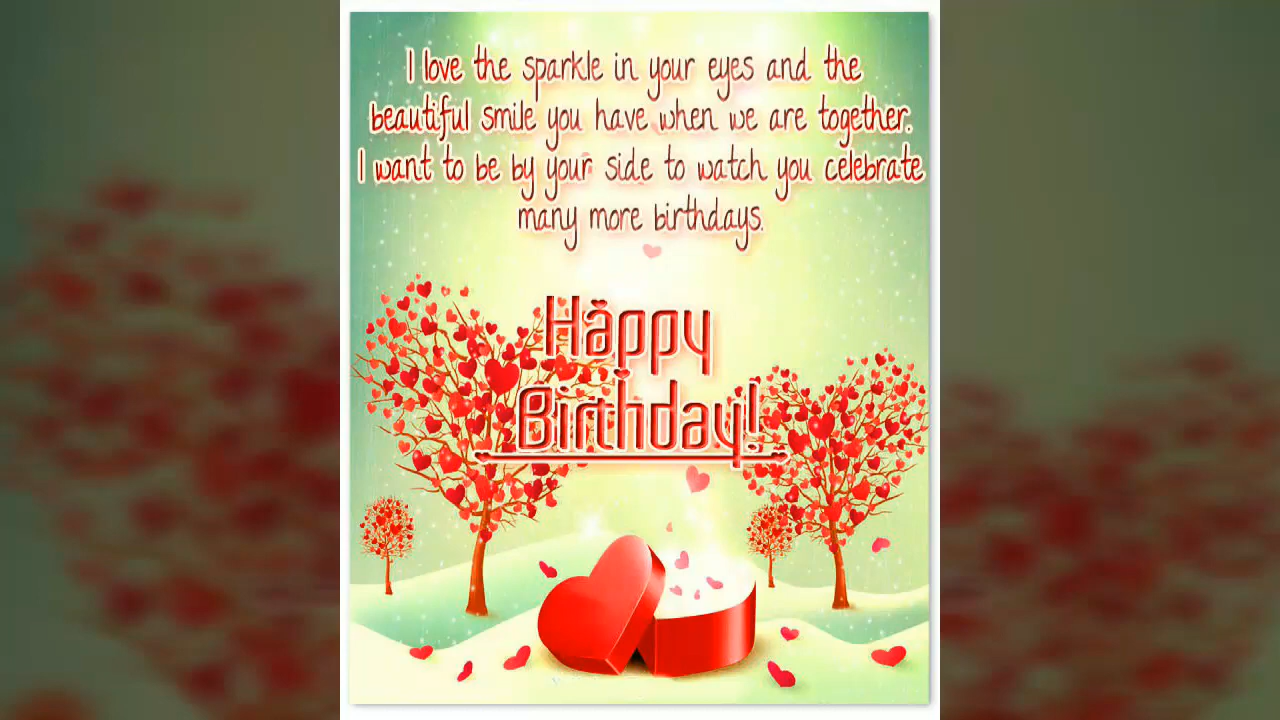 I love the sparkle in your eyes and the
beautiful smile you have when we are together.
I want to be by your side to watch you celebrate
many more birthdays.
Happy
Birthday!